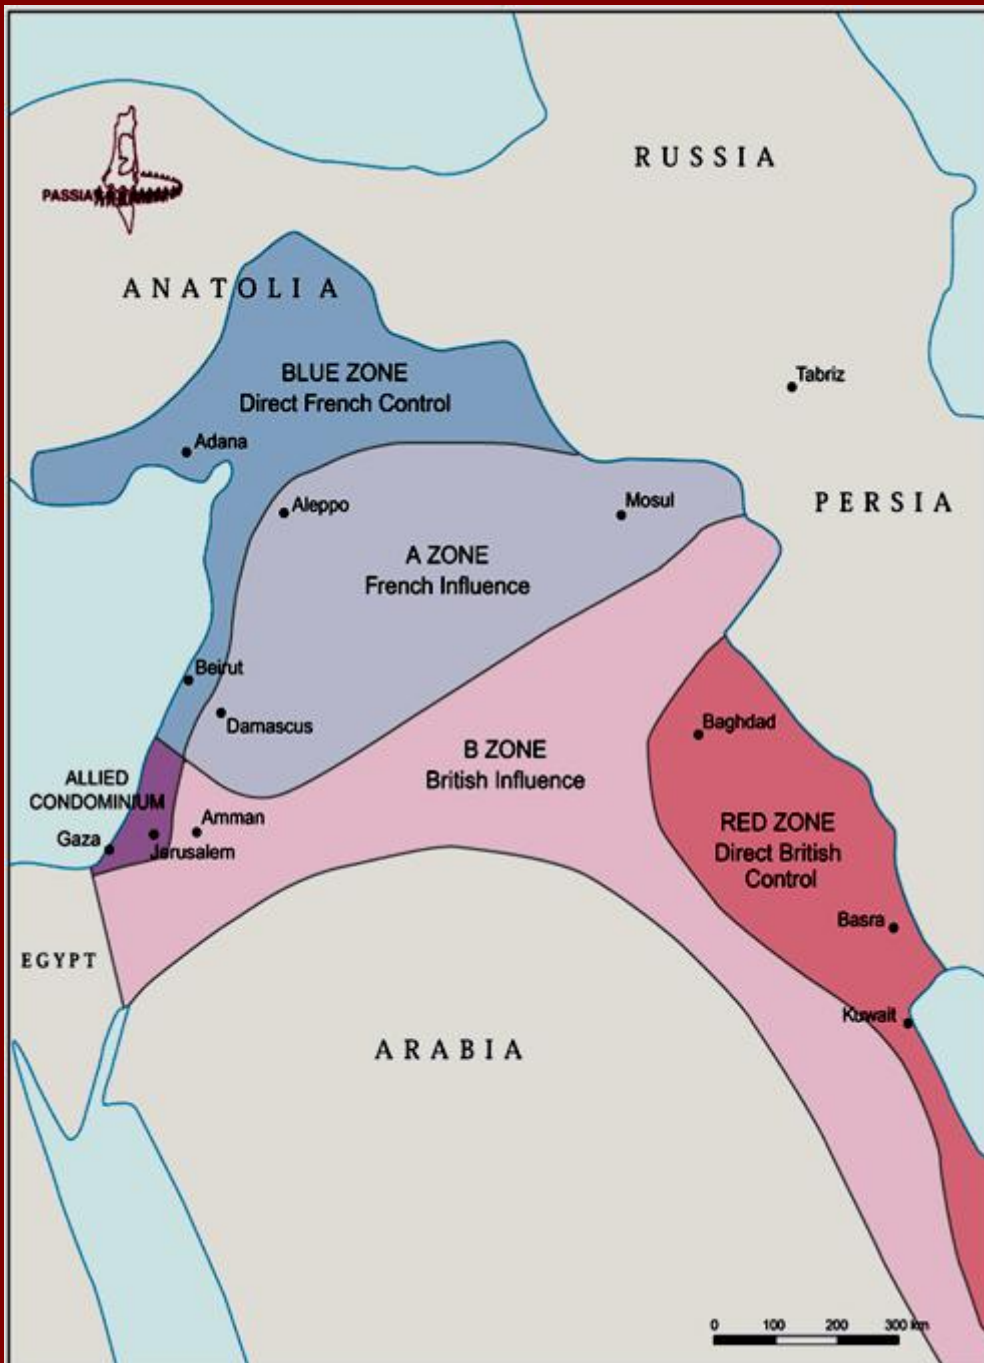 RUSSIA
PASSIA
ANATOLIA
BLUE ZONE
Direct French Control
Tabriz
Adana
Aleppo
Mosul
PERSIA
A ZONE
French Influence
Beirut
Damascus
Baghdad
B ZONE
British Influence
ALLIED
CONDOMINIUM
Amman
Gaza
Jerusalem
RED ZONE
Direct British
Control
Basra
EGYPT
Kuwait
ARABIA
0 100 200 300 km